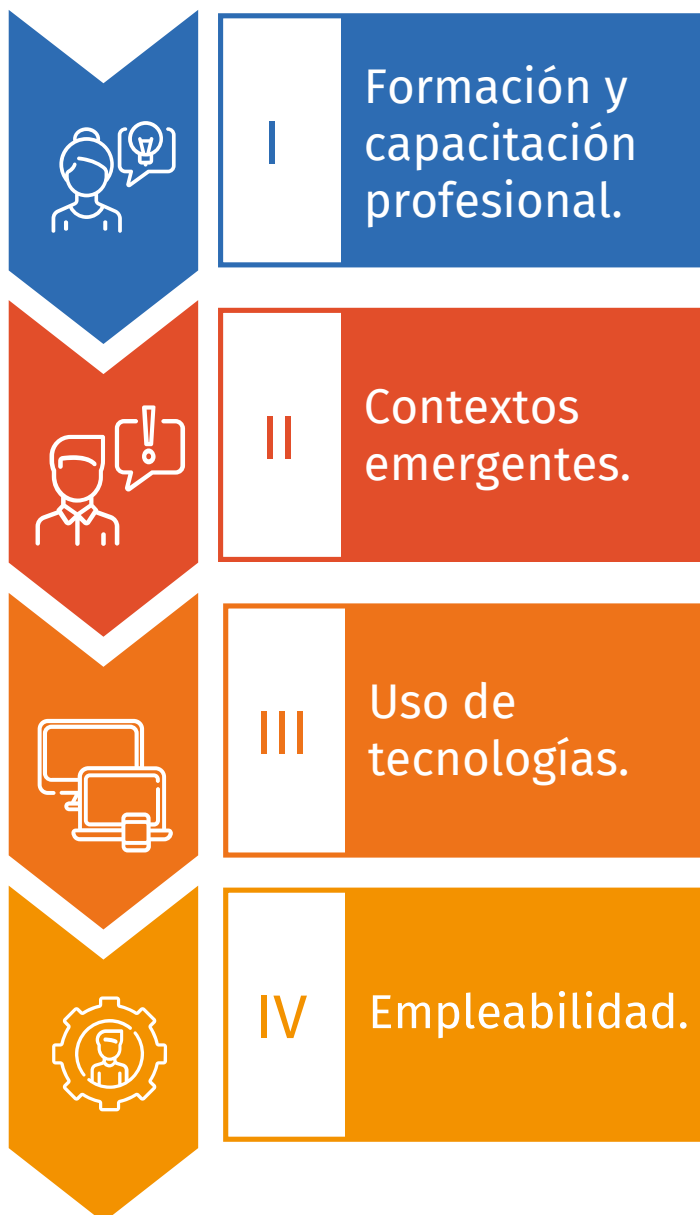 I
Formación y
capacitación
profesional.
II
Contextos
emergentes.
III
Uso de
tecnologías.
IV
Empleabilidad.